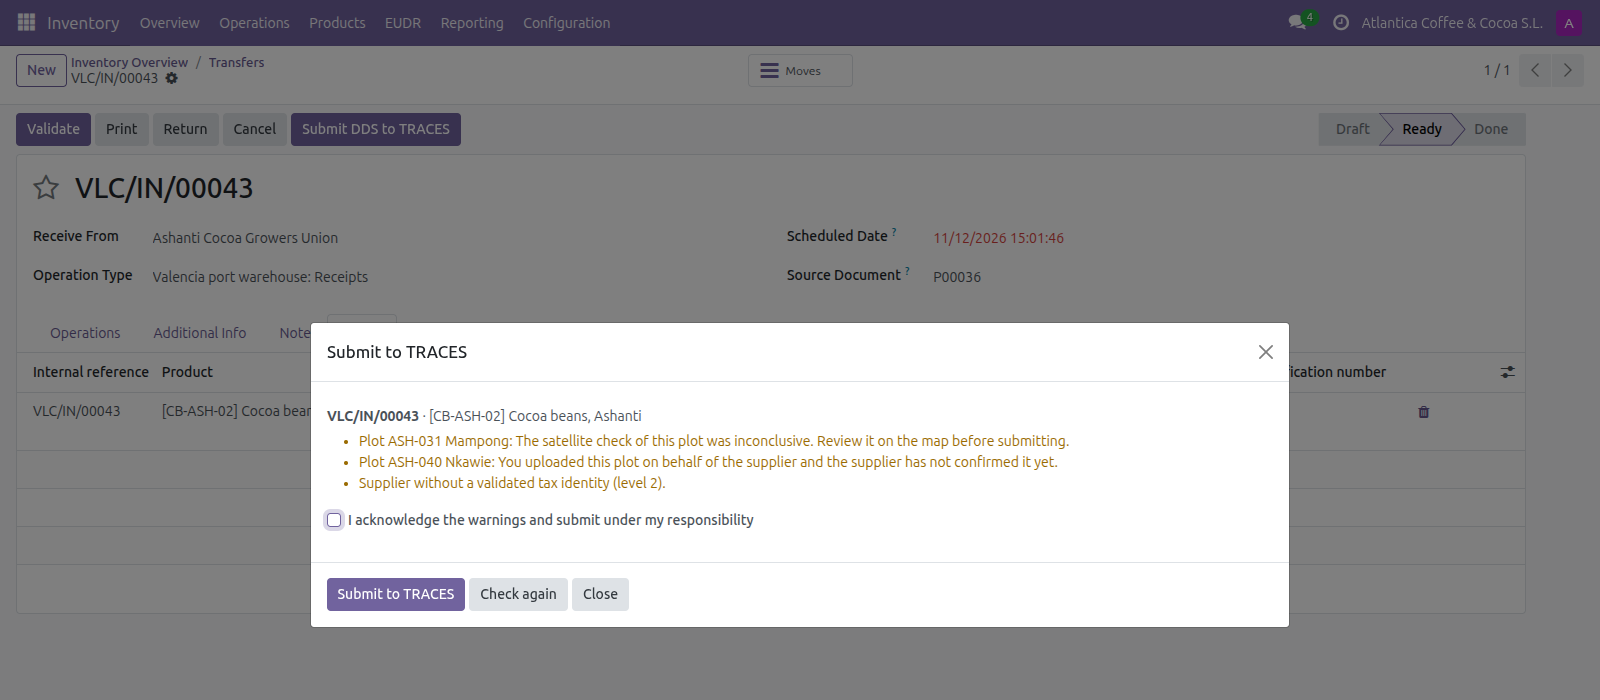 Inventory Overview Operations Products EUDR Reporting Configuration 4 Atlantica Coffee & Cocoa S.L. A
New Inventory Overview / Transfers
VLC/IN/00043
Moves
1 / 1
Validate Print Return Cancel Submit DDS to TRACES Draft Ready Done
VLC/IN/00043
Receive From Ashanti Cocoa Growers Union Scheduled Date ? 11/12/2026 15:01:46
Operation Type Valencia port warehouse: Receipts Source Document ? P00036
Operations Additional Info Note
Submit to TRACES
Internal reference Product ication number
VLC/IN/00043 [CB-ASH-02] Cocoa bear
VLC/IN/00043 · [CB-ASH-02] Cocoa beans, Ashanti
• Plot ASH-031 Mampong: The satellite check of this plot was inconclusive. Review it on the map before submitting.
• Plot ASH-040 Nkawie: You uploaded this plot on behalf of the supplier and the supplier has not confirmed it yet.
• Supplier without a validated tax identity (level 2).
I acknowledge the warnings and submit under my responsibility
Submit to TRACES Check again Close